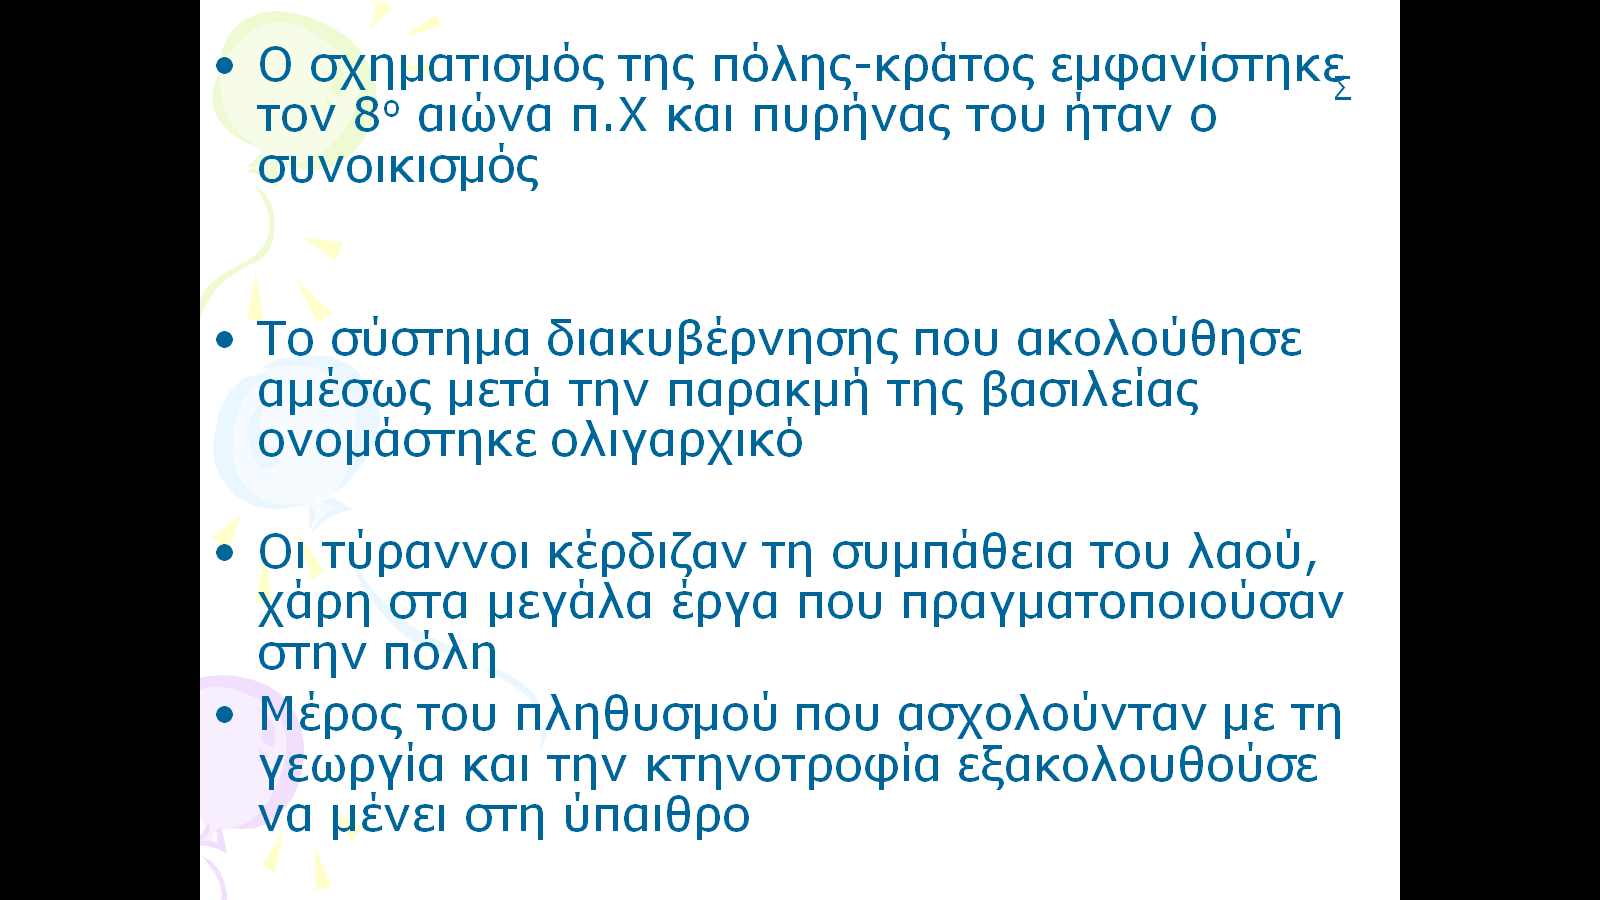 • Ο σχηματισμός της πόλης-κράτος εμφανίστηκε
Σ
τον 8ο αιώνα π.Χ και πυρήνας του ήταν ο
συνοικισμός
• Το σύστημα διακυβέρνησης που ακολούθησε
αμέσως μετά την παρακμή της βασιλείας
ονομάστηκε ολιγαρχικό
• Οι τύραννοι κέρδιζαν τη συμπάθεια του λαού,
χάρη στα μεγάλα έργα που πραγματοποιούσαν
στην πόλη
• Μέρος του πληθυσμού που ασχολούνταν με τη
γεωργία και την κτηνοτροφία εξακολουθούσε
να μένει στη ύπαιθρο